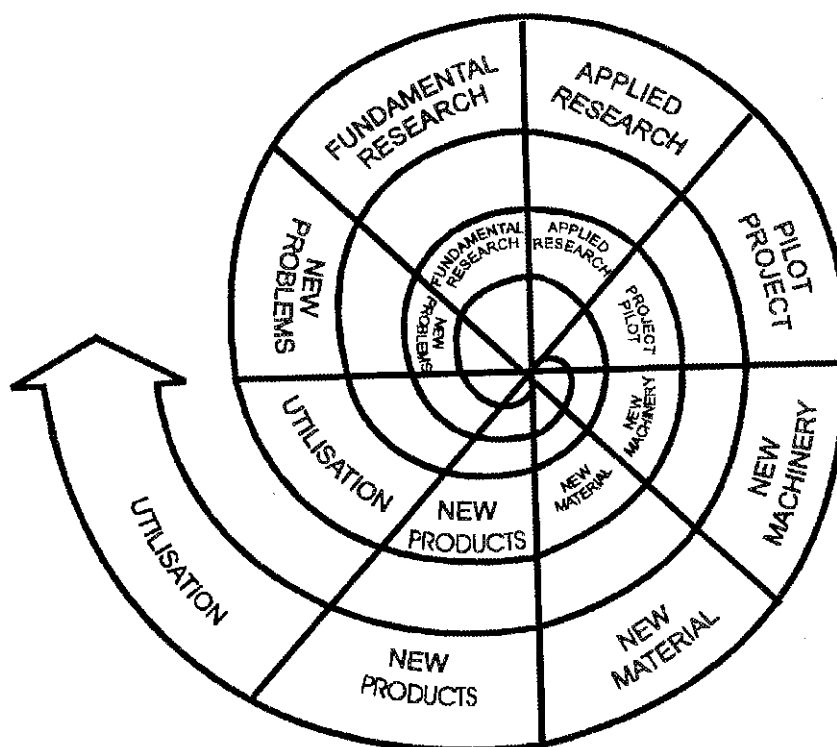 FUNDAMENTAL
RESEARCH
APPLIED
RESEARCH
PILOT
PROJECT
NEW
MACHINERY
NEW
MATERIAL
NEW
PRODUCTS
UTILISATION
NEW
PROBLEMS
FUNDAMENTAL
RESEARCH
APPLIED
RESEARCH
PROJECT
PILOT
NEW
MACHINERY
NEW
MATERIAL
NEW
PRODUCTS
UTILISATION
NEW
PROBLEMS